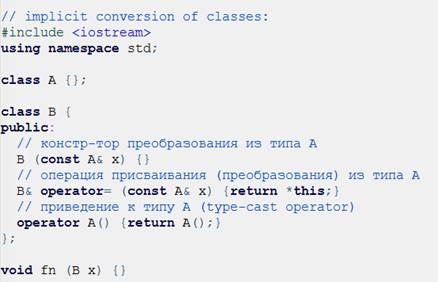 // implicit conversion of classes:
#include <iostream>
using namespace std;
class A {};
class B {
public:
// констр-тор преобразования из типа A
B (const A& x) {}
// операция присваивания (преобразования) из типа A
B& operator= (const A& x) {return *this;}
// приведение к типу A (type-cast operator)
operator A() {return A();}
};
void fn (B x) {}